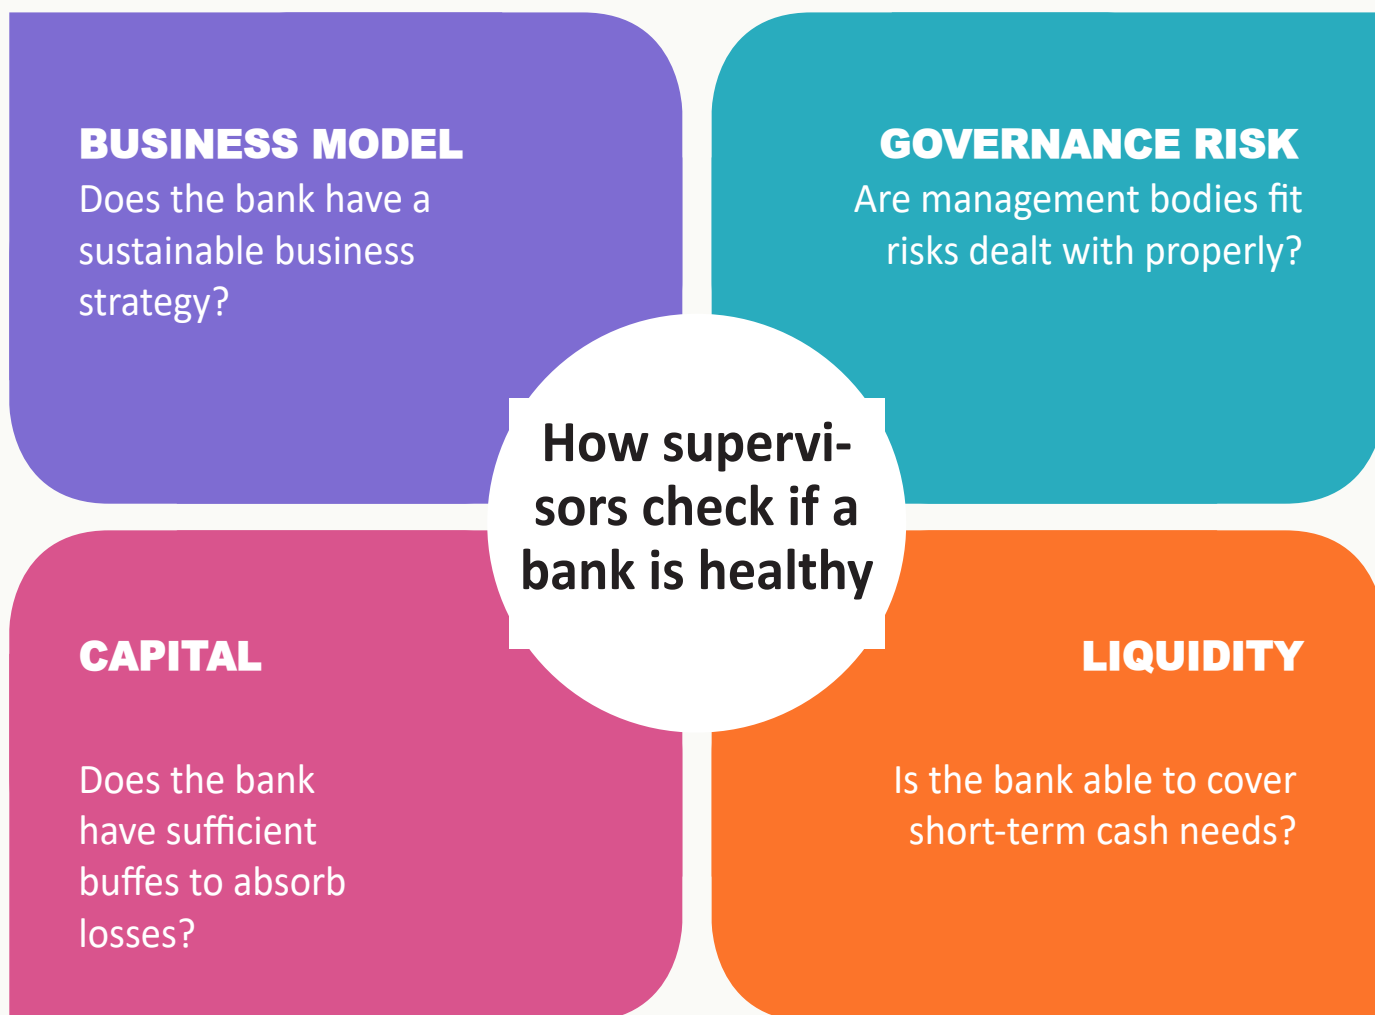 BUSINESS MODEL
Does the bank have a
sustainable business
strategy?
GOVERNANCE RISK
Are management bodies fit
risks dealt with properly?
How supervi-
sors check if a
bank is healthy
CAPITAL
Does the bank
have sufficient
buffes to absorb
losses?
LIQUIDITY
Is the bank able to cover
short-term cash needs?